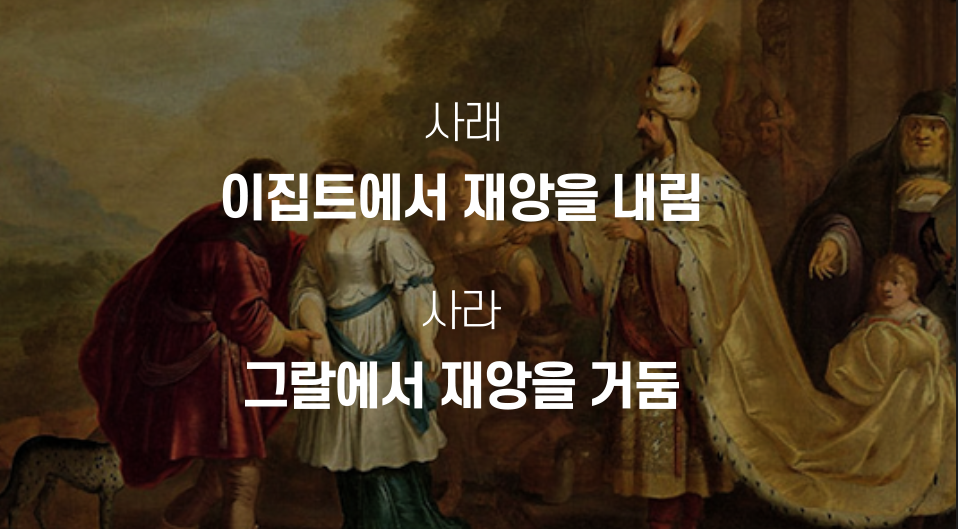 사래
이집트에서 재앙을 내림
사라
그랄에서 재앙을 거둠